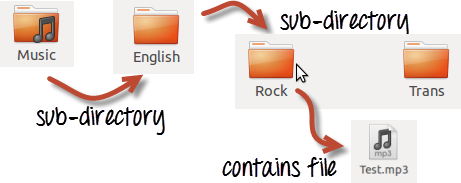 Music
English
sub-directory
sub-directory
Rock
Trans
mp3
Test.mp3
contains file